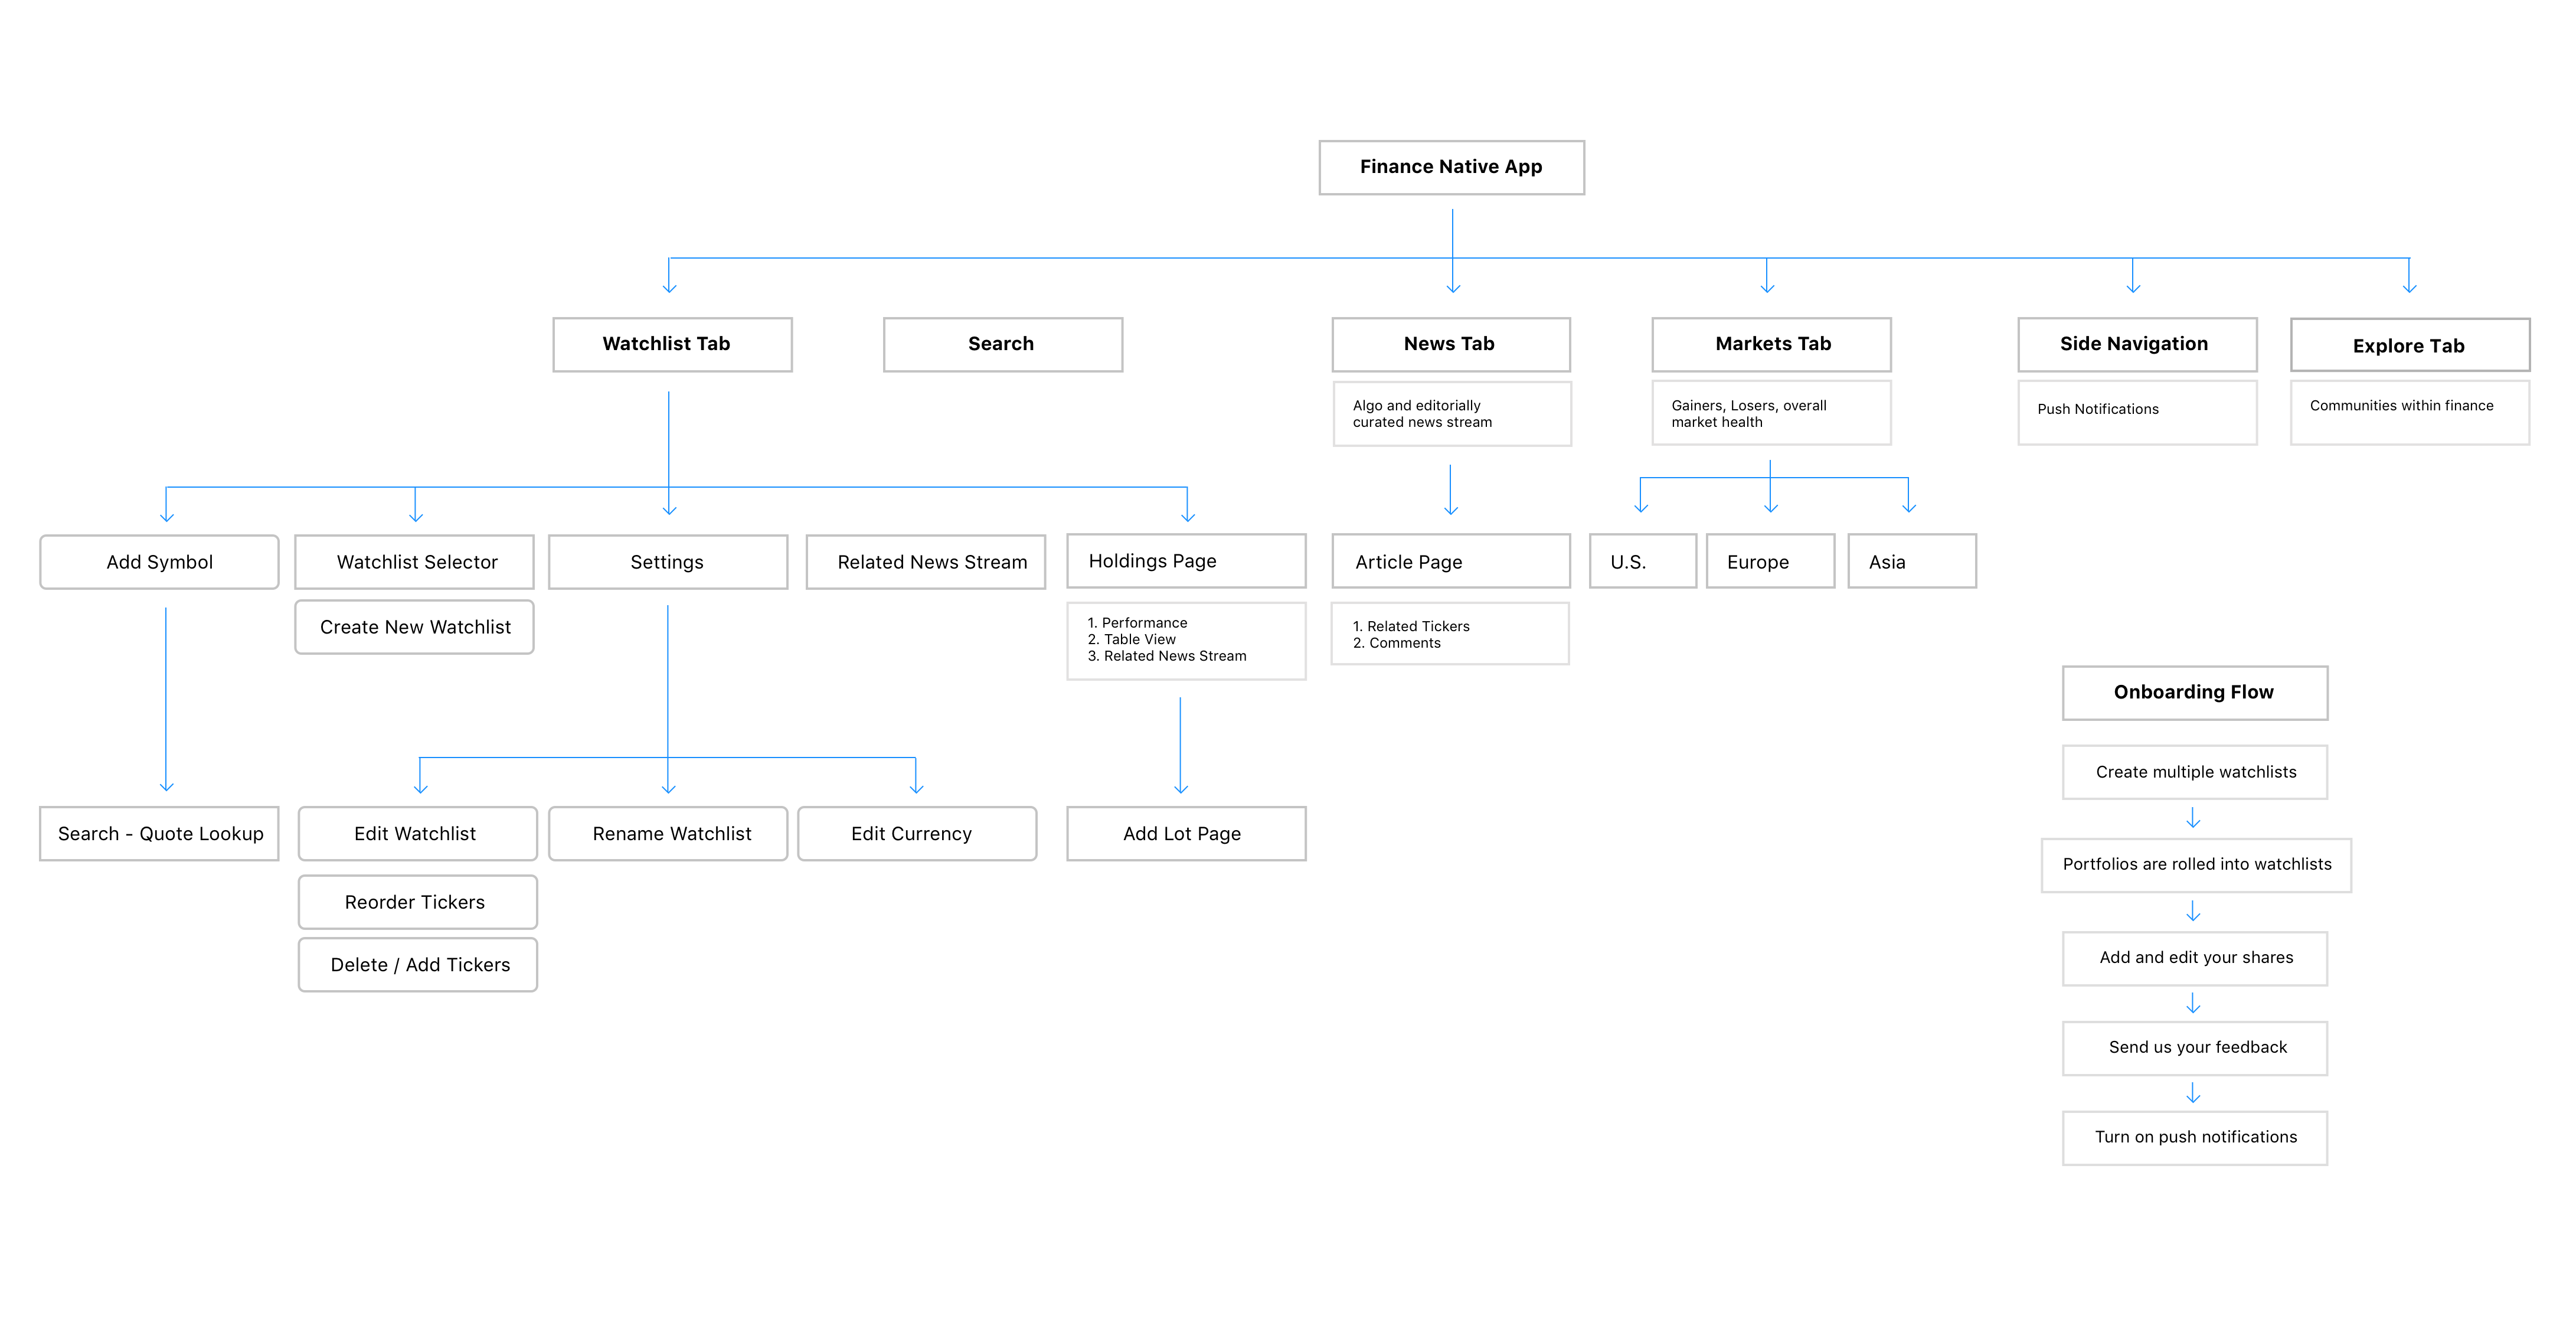 Finance Native App
Watchlist Tab
Search
News Tab
Markets Tab
Side Navigation
Explore Tab
Algo and editorially
curated news stream
Gainers, Losers, overall
market health
Push Notifications
Communities within finance
Add Symbol
Watchlist Selector
Settings
Related News Stream
Holdings Page
Article Page
U.S.
Europe
Asia
Create New Watchlist
1. Performance
2. Table View
3. Related News Stream
1. Related Tickers
2. Comments
Search - Quote Lookup
Edit Watchlist
Rename Watchlist
Edit Currency
Add Lot Page
Reorder Tickers
Delete / Add Tickers
Onboarding Flow
Create multiple watchlists
Portfolios are rolled into watchlists
Add and edit your shares
Send us your feedback
Turn on push notifications